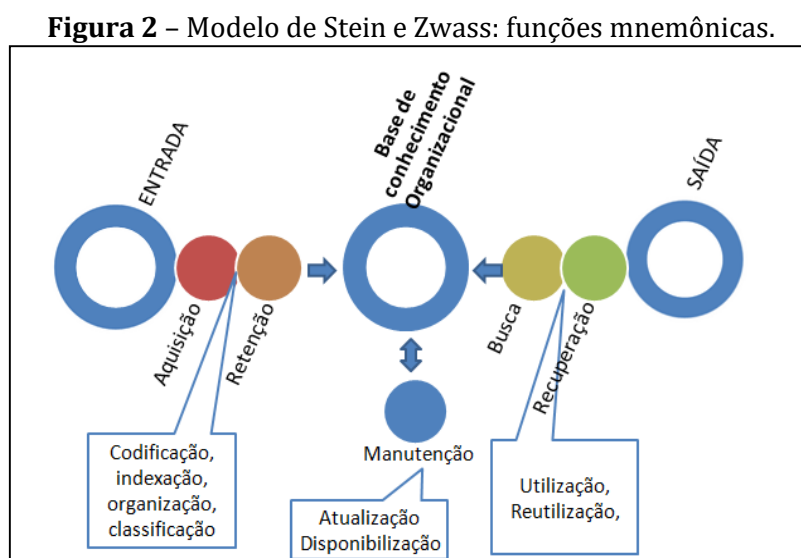 Figura 2 – Modelo de Stein e Zwass: funções mnemônicas.
ENTRADA
Aquisição
Retenção
Base de
conhecimento
Organizacional
Busca
Recuperação
SAÍDA
Codificação,
indexação,
organização,
classificação
Manutenção
Atualização
Disponibilização
Utilização,
Reutilização,